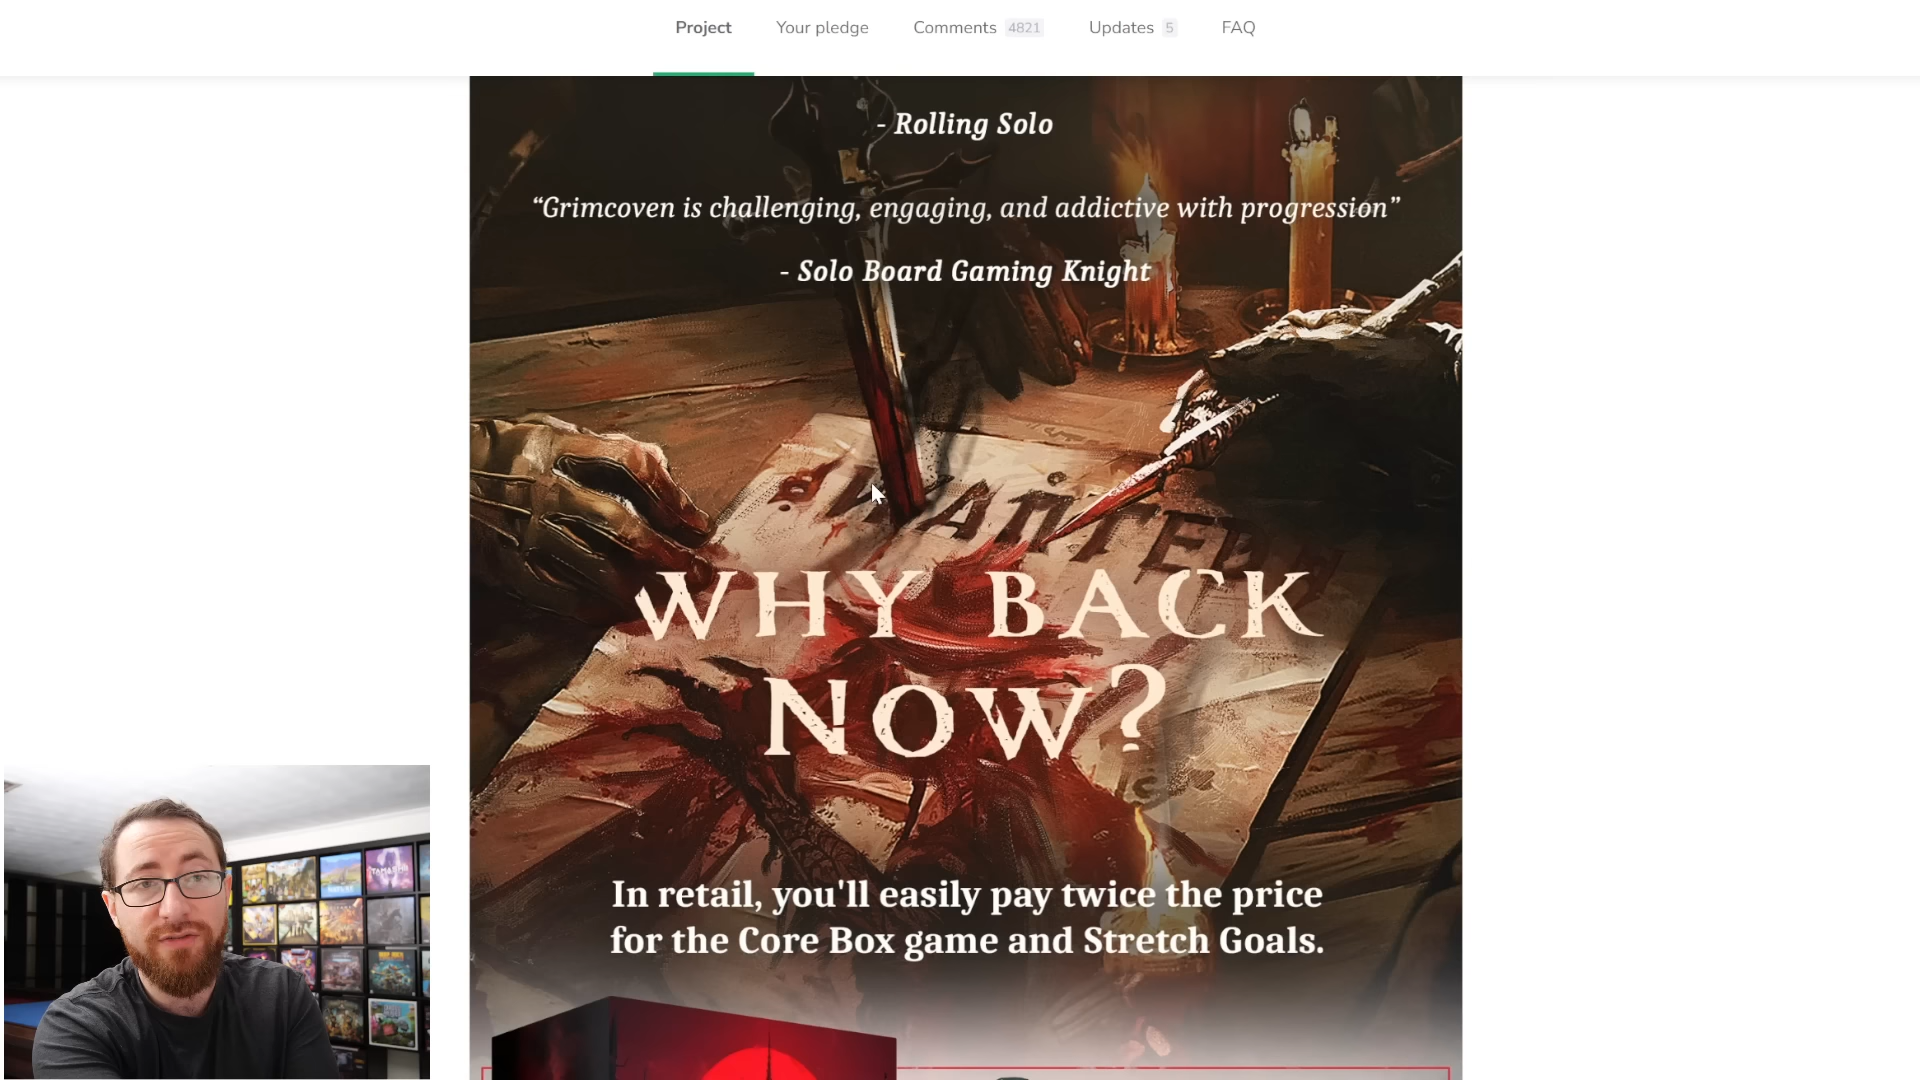 Project
Your pledge
Comments 4821
Updates 5
FAQ
- Rolling Solo
“Grimcoven is challenging, engaging, and addictive with progression”
- Solo Board Gaming Knight
WANTED
WHY BACK
NOW?
In retail, you'll easily pay twice the price
for the Core Box game and Stretch Goals.